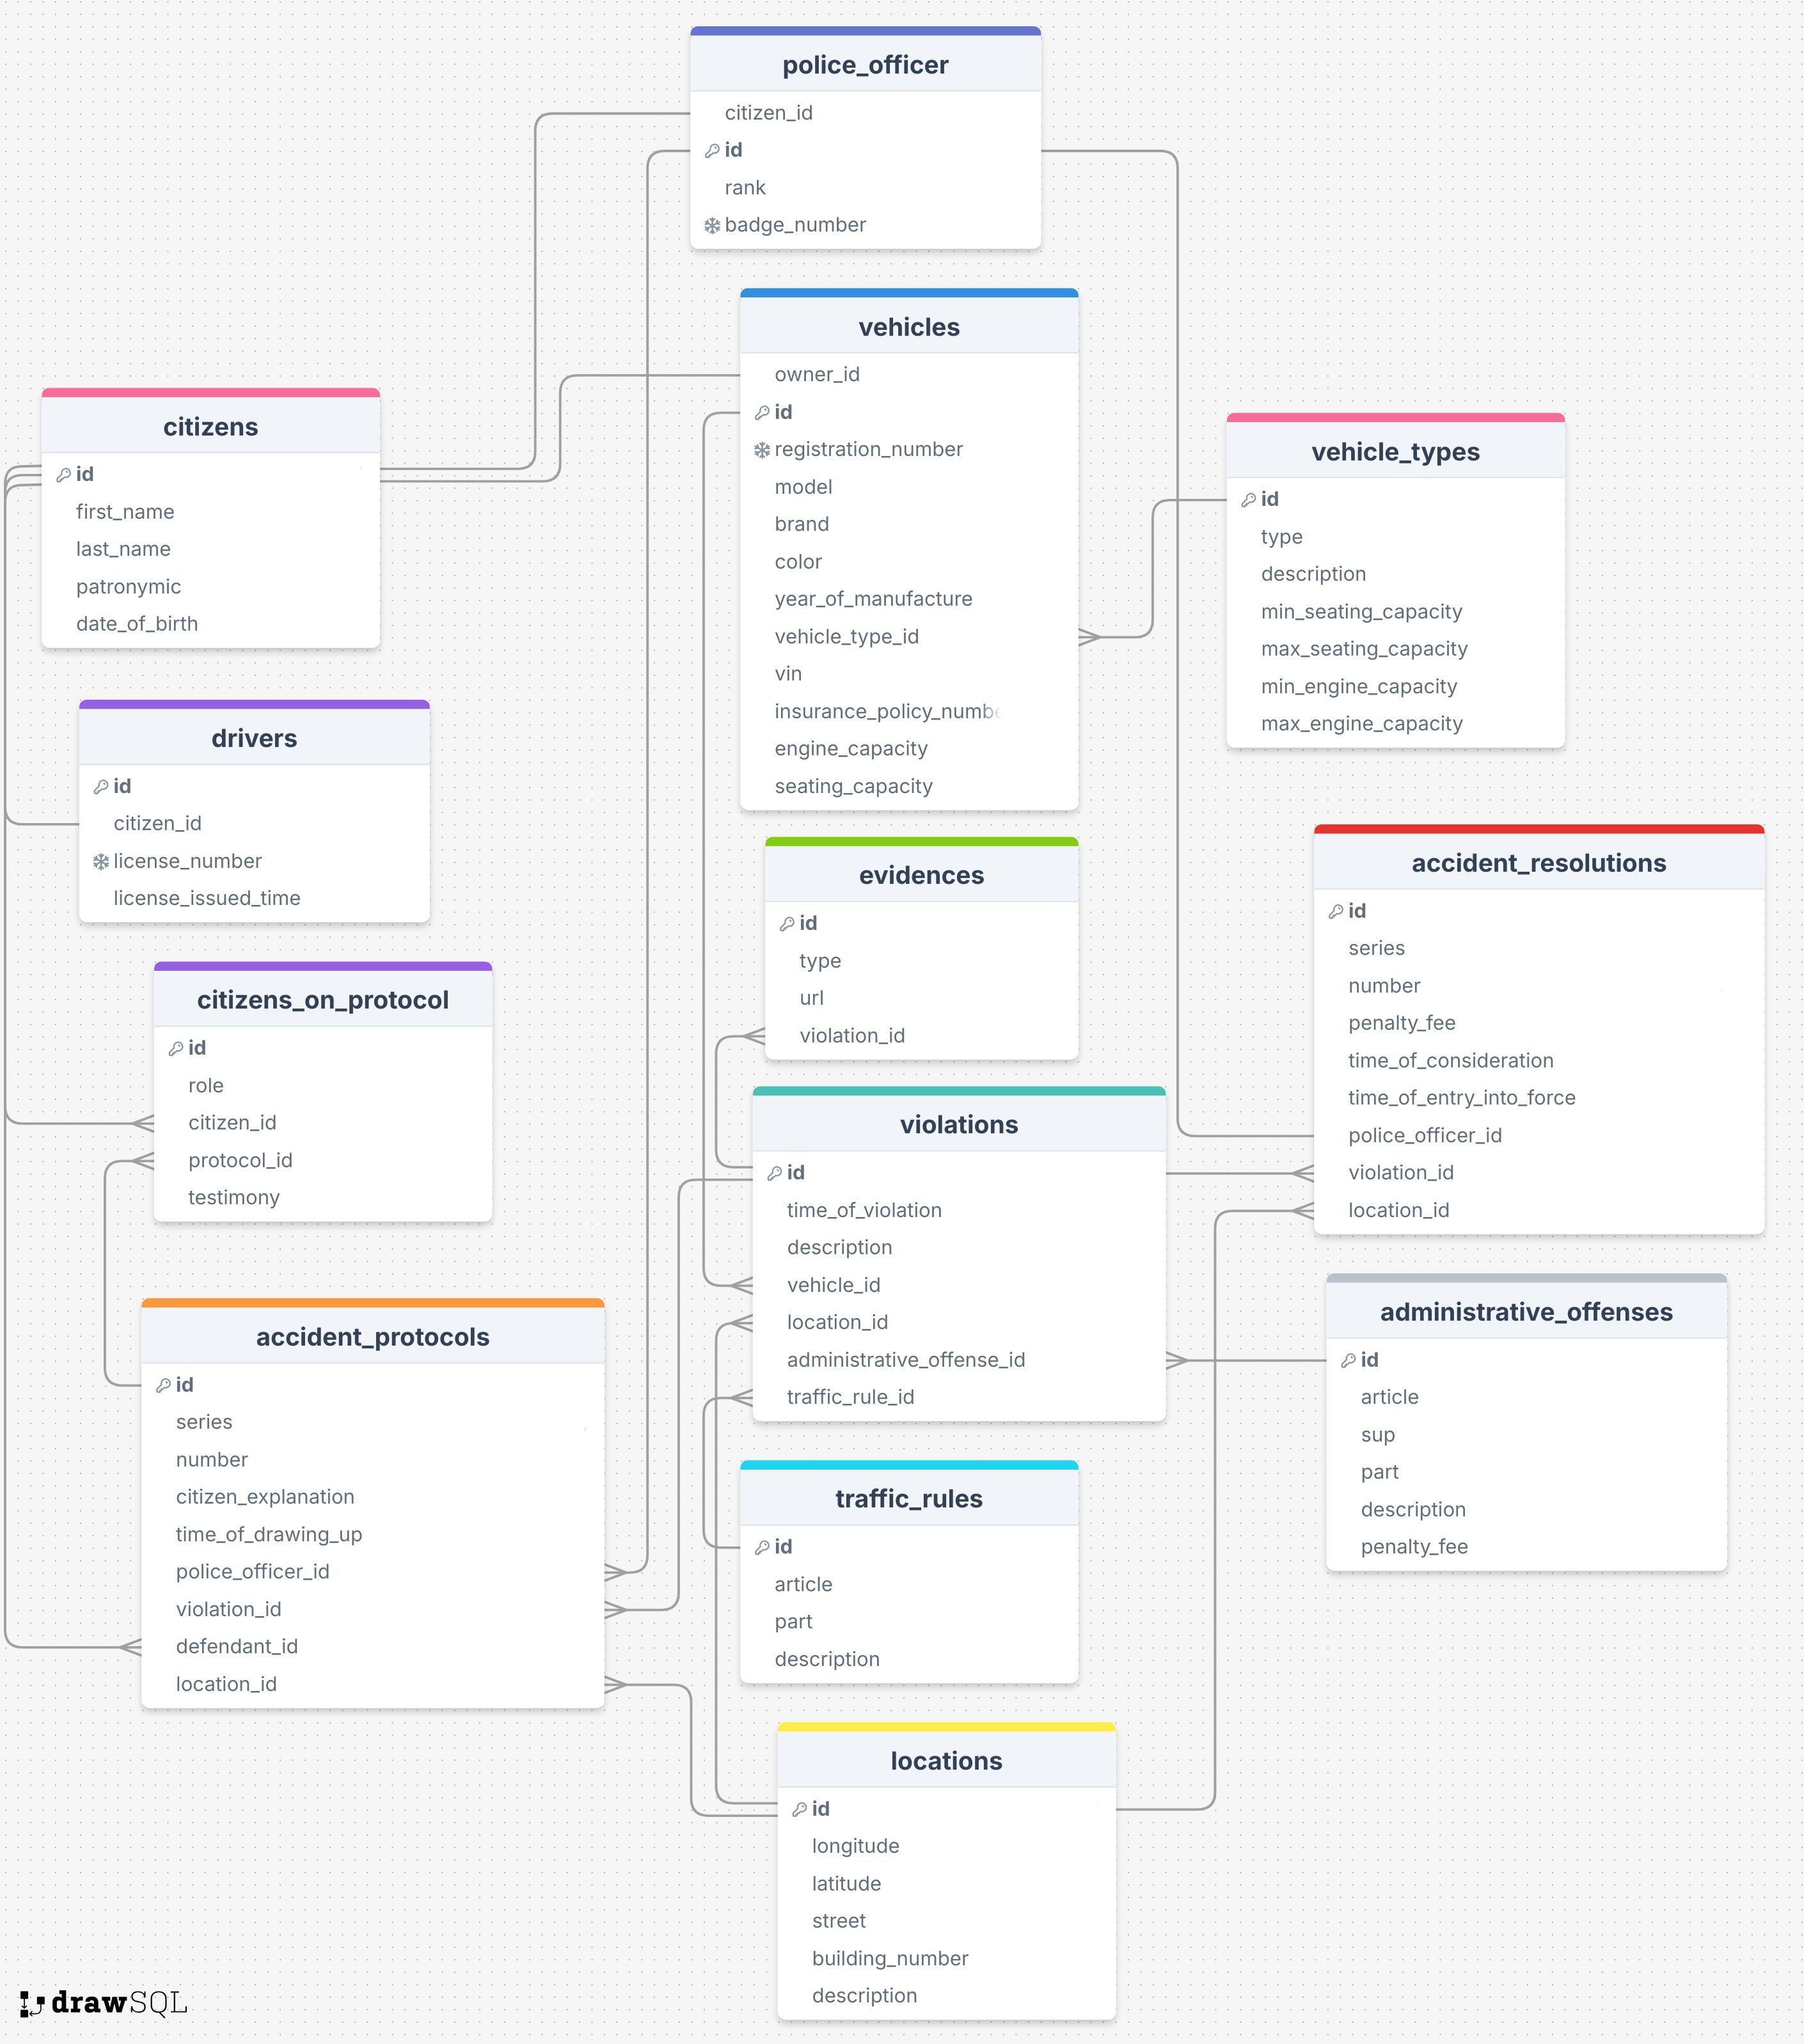 police_officer
citizen_id
id
rank
badge_number
vehicles
owner_id
id
registration_number
model
brand
color
year_of_manufacture
vehicle_type_id
vin
insurance_policy_numbe
engine_capacity
seating_capacity
citizens
id
first_name
last_name
patronymic
date_of_birth
vehicle_types
id
type
description
min_seating_capacity
max_seating_capacity
min_engine_capacity
max_engine_capacity
drivers
id
citizen_id
license_number
license_issued_time
evidences
id
type
url
violation_id
accident_resolutions
id
series
number
penalty_fee
time_of_consideration
time_of_entry_into_force
police_officer_id
violation_id
location_id
citizens_on_protocol
id
role
citizen_id
protocol_id
testimony
violations
id
time_of_violation
description
vehicle_id
location_id
administrative_offense_id
traffic_rule_id
administrative_offenses
id
article
sup
part
description
penalty_fee
accident_protocols
id
series
number
citizen_explanation
time_of_drawing_up
police_officer_id
violation_id
defendant_id
location_id
traffic_rules
id
article
part
description
locations
id
longitude
latitude
street
building_number
description
drawSQL